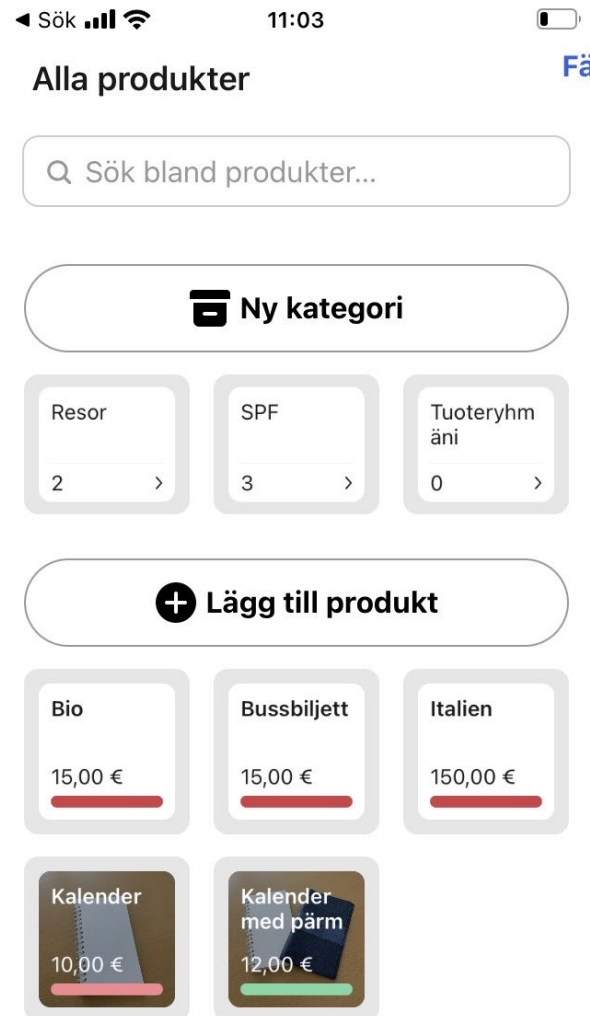 ◀ Sök 11:03
Alla produkter
Fä
Sök bland produkter...
Ny kategori
Resor
2
SPF
3
Tuoteryhm
äni
0
Lägg till produkt
Bio
15,00 €
Bussbiljett
15,00 €
Italien
150,00 €
Kalender
10,00 €
Kalender
med pärm
12,00 €